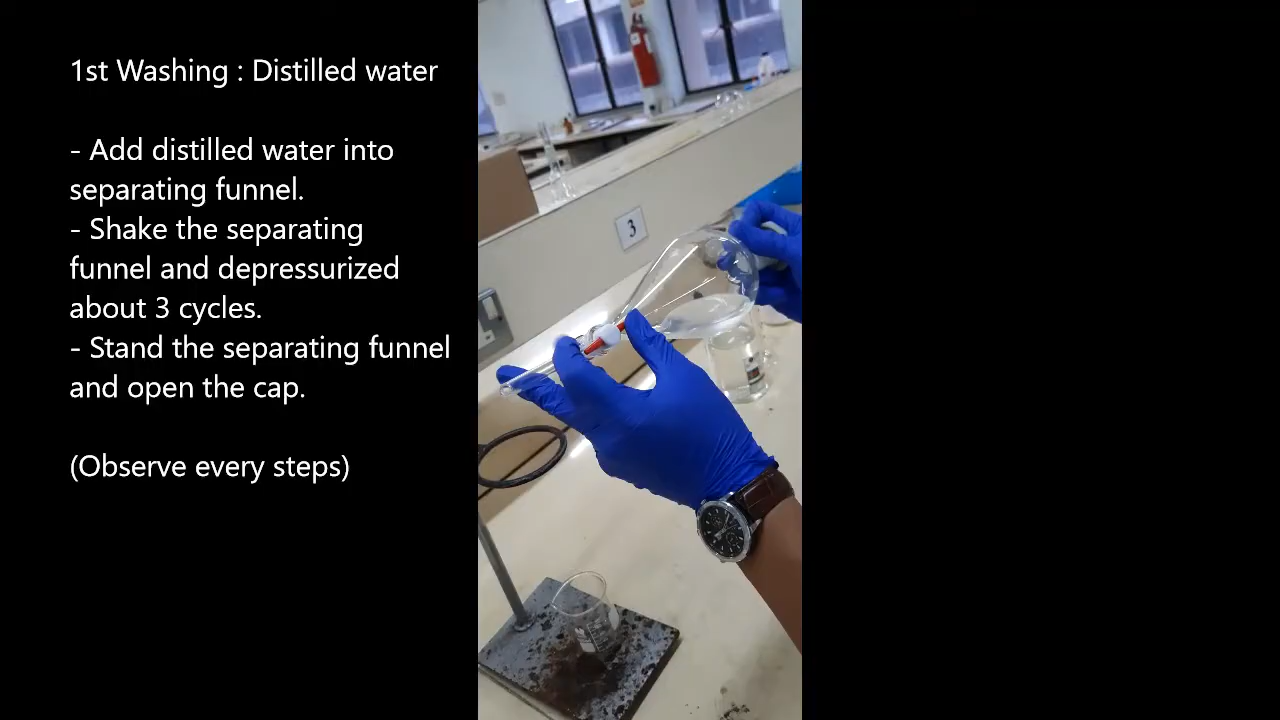 1st Washing : Distilled water
- Add distilled water into
separating funnel.
- Shake the separating
funnel and depressurized
about 3 cycles.
- Stand the separating funnel
and open the cap.
(Observe every steps)
3